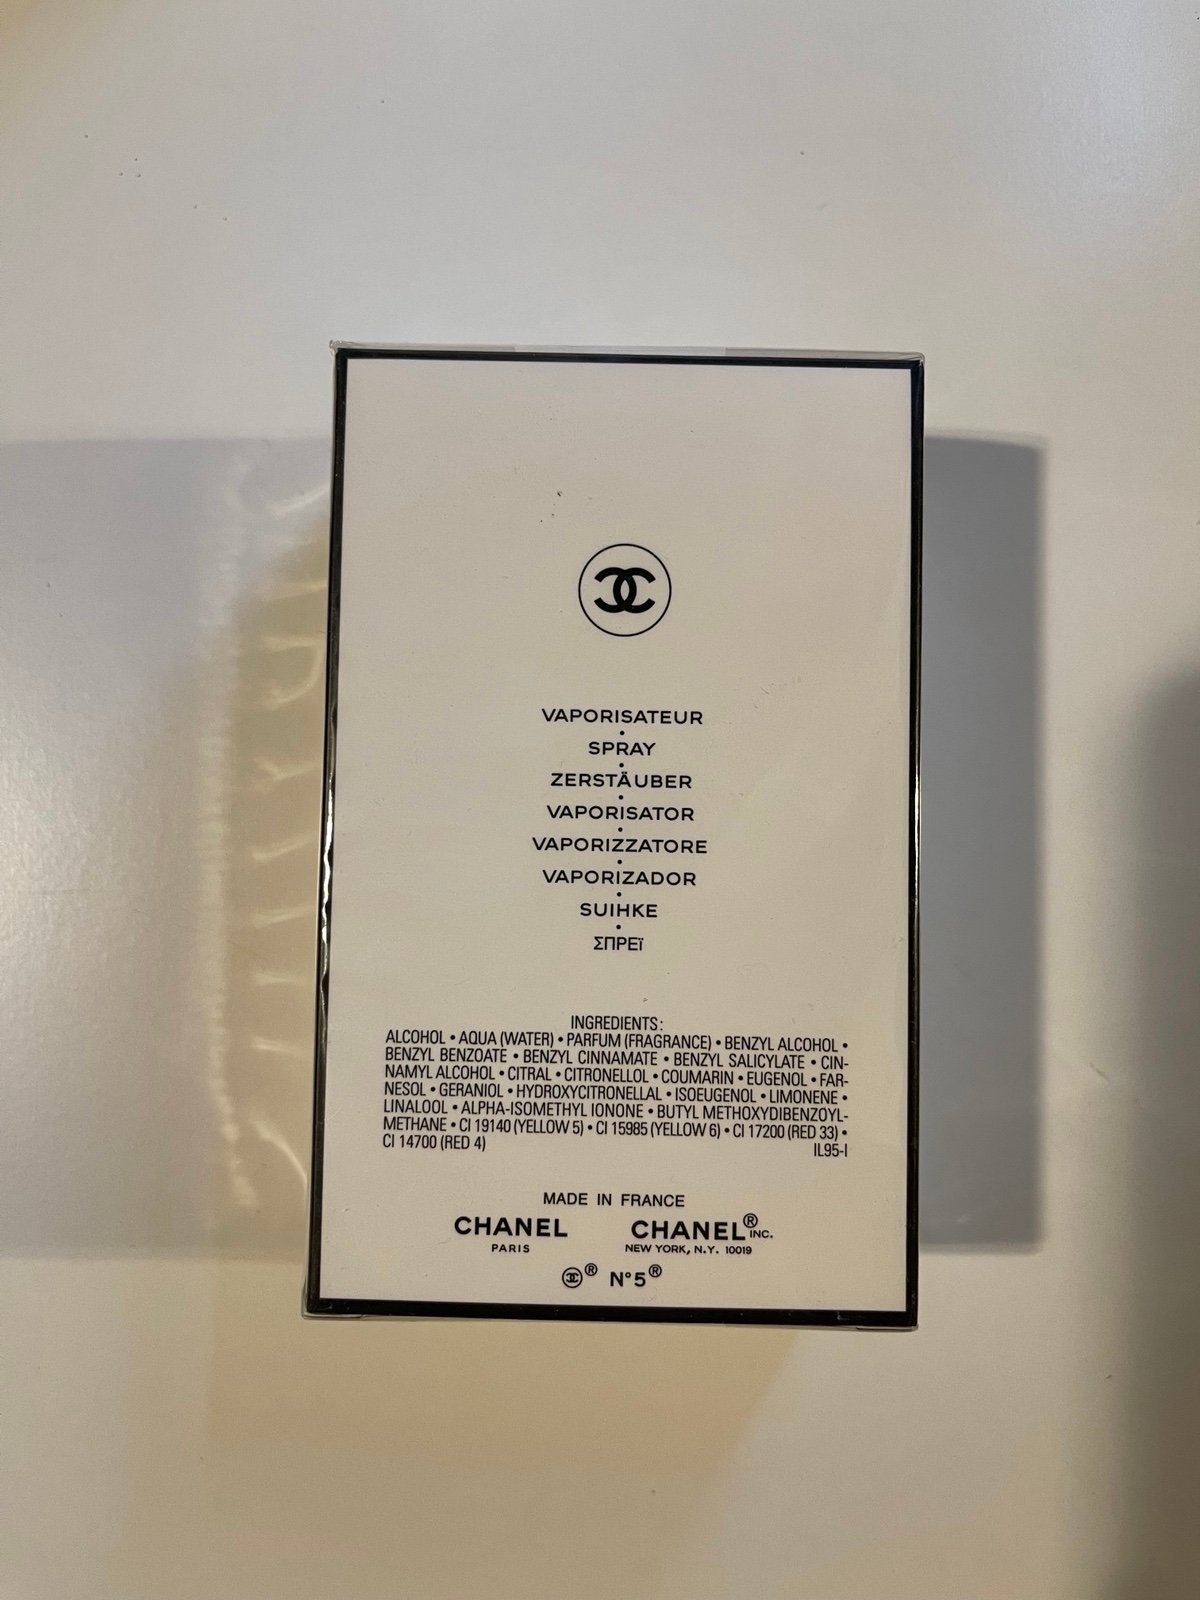 VAPORISATEUR
•
SPRAY
•
ZERSTÄUBER
•
VAPORISATOR
•
VAPORIZZATORE
•
VAPORIZADOR
•
SUIHKE
•
ΣΠΡΕϊ
INGREDIENTS:
ALCOHOL • AQUA (WATER) • PARFUM (FRAGRANCE) • BENZYL ALCOHOL •
BENZYL BENZOATE • BENZYL CINNAMATE • BENZYL SALICYLATE • CIN-
NAMYL ALCOHOL • CITRAL • CITRONELLOL • COUMARIN • EUGENOL • FAR-
NESOL • GERANIOL • HYDROXYCITRONELLAL • ISOEUGENOL • LIMONENE •
LINALOOL • ALPHA-ISOMETHYL IONONE • BUTYL METHOXYDIBENZOYL-
METHANE • CI 19140 (YELLOW 5) • CI 15985 (YELLOW 6) • CI 17200 (RED 33) •
CI 14700 (RED 4) IL95-I
MADE IN FRANCE
CHANEL CHANEL® INC.
PARIS NEW YORK, N.Y. 10019
® N°5®